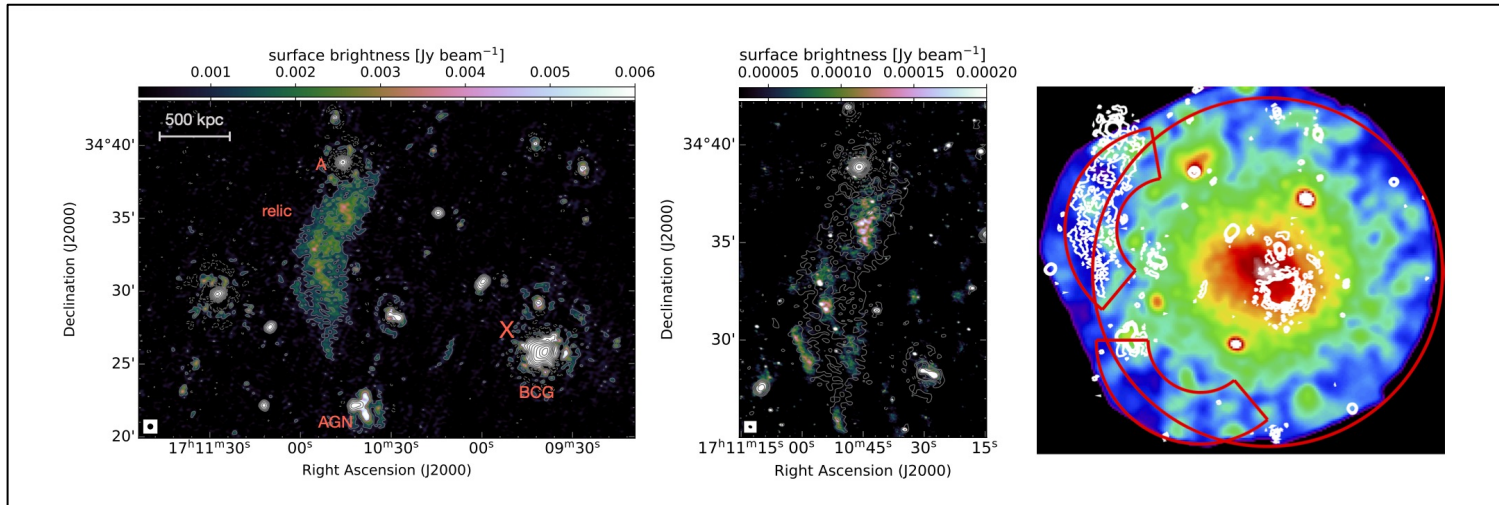 surface brightness [Jy beam⁻¹]
0.001 0.002 0.003 0.004 0.005 0.006
500 kpc
A
relic
X
BCG
AGN
34°40'
35'
30'
25'
20'
Declination (J2000)
17ʰ11ᵐ30ˢ 00ˢ 10ᵐ30ˢ 00ˢ 09ᵐ30ˢ
Right Ascension (J2000)
surface brightness [Jy beam⁻¹]
0.00005 0.00010 0.00015 0.00020
34°40'
35'
30'
Declination (J2000)
17ʰ11ᵐ15ˢ 00ˢ 10ᵐ45ˢ 30ˢ 15ˢ
Right Ascension (J2000)